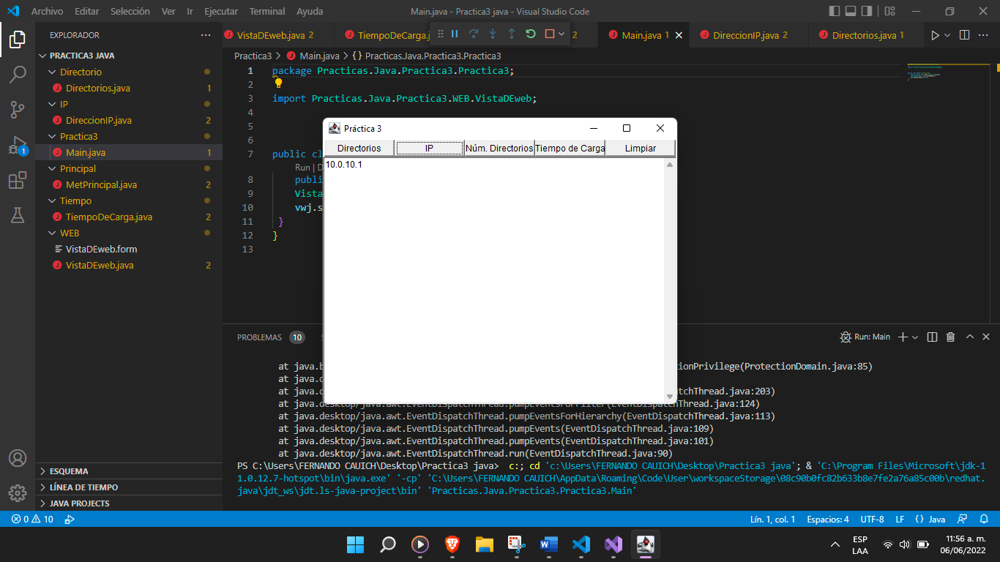 Archivo Editar Selección Ver Ir Ejecutar Terminal Ayuda Main.java - Practica3 java - Visual Studio Code
EXPLORADOR
PRACTICA3 JAVA
Directorio
Directorios.java 1
IP
DireccionIP.java 2
Practica3
Main.java 1
Principal
MetPrincipal.java 2
Tiempo
TiempoDeCarga.java 2
WEB
VistaDEweb.form
VistaDEweb.java 2
ESQUEMA
LÍNEA DE TIEMPO
JAVA PROJECTS
1
VistaDEweb.java 2 TiempoDeCarga.j 2 Main.java 1 DireccionIP.java 2 Directorios.java 1
Practica3 > Main.java > {} Practicas.Java.Practica3.Practica3
1 package Practicas.Java.Practica3.Practica3;
2
3 import Practicas.Java.Practica3.WEB.VistaDEweb;
4
5
6
7 public cl
Run | D
8 publi
9 Vista
10 vwj.s
11 }
12 }
13
Práctica 3
Directorios IP Núm. Directorios Tiempo de Carga Limpiar
10.0.10.1
PROBLEMAS 10 Run: Main
at java.b ionPrivilege(ProtectionDomain.java:85)
at java.d
at java.d tchThread.java:203)
at java.desktop/java.awt.EventDispatchThread.pumpEventsForFilter(EventDispatchThread.java:124)
at java.desktop/java.awt.EventDispatchThread.pumpEventsForHierarchy(EventDispatchThread.java:113)
at java.desktop/java.awt.EventDispatchThread.pumpEvents(EventDispatchThread.java:109)
at java.desktop/java.awt.EventDispatchThread.pumpEvents(EventDispatchThread.java:101)
at java.desktop/java.awt.EventDispatchThread.run(EventDispatchThread.java:90)
PS C:\Users\FERNANDO CAUICH\Desktop\Practica3 java> c:; cd 'c:\Users\FERNANDO CAUICH\Desktop\Practica3 java'; & 'C:\Program Files\Microsoft\jdk-1
1.0.12.7-hotspot\bin\java.exe' '-cp' 'C:\Users\FERNANDO CAUICH\AppData\Roaming\Code\User\workspaceStorage\08c90b0fc82b633b8e7fe2a76a85c00b\redhat.
java\jdt_ws\jdt.ls-java-project\bin' 'Practicas.Java.Practica3.Practica3.Main'
0 10 Lín. 1, col. 1 Espacios: 4 UTF-8 LF {} Java
ESP
LAA
11:56 a. m.
06/06/2022